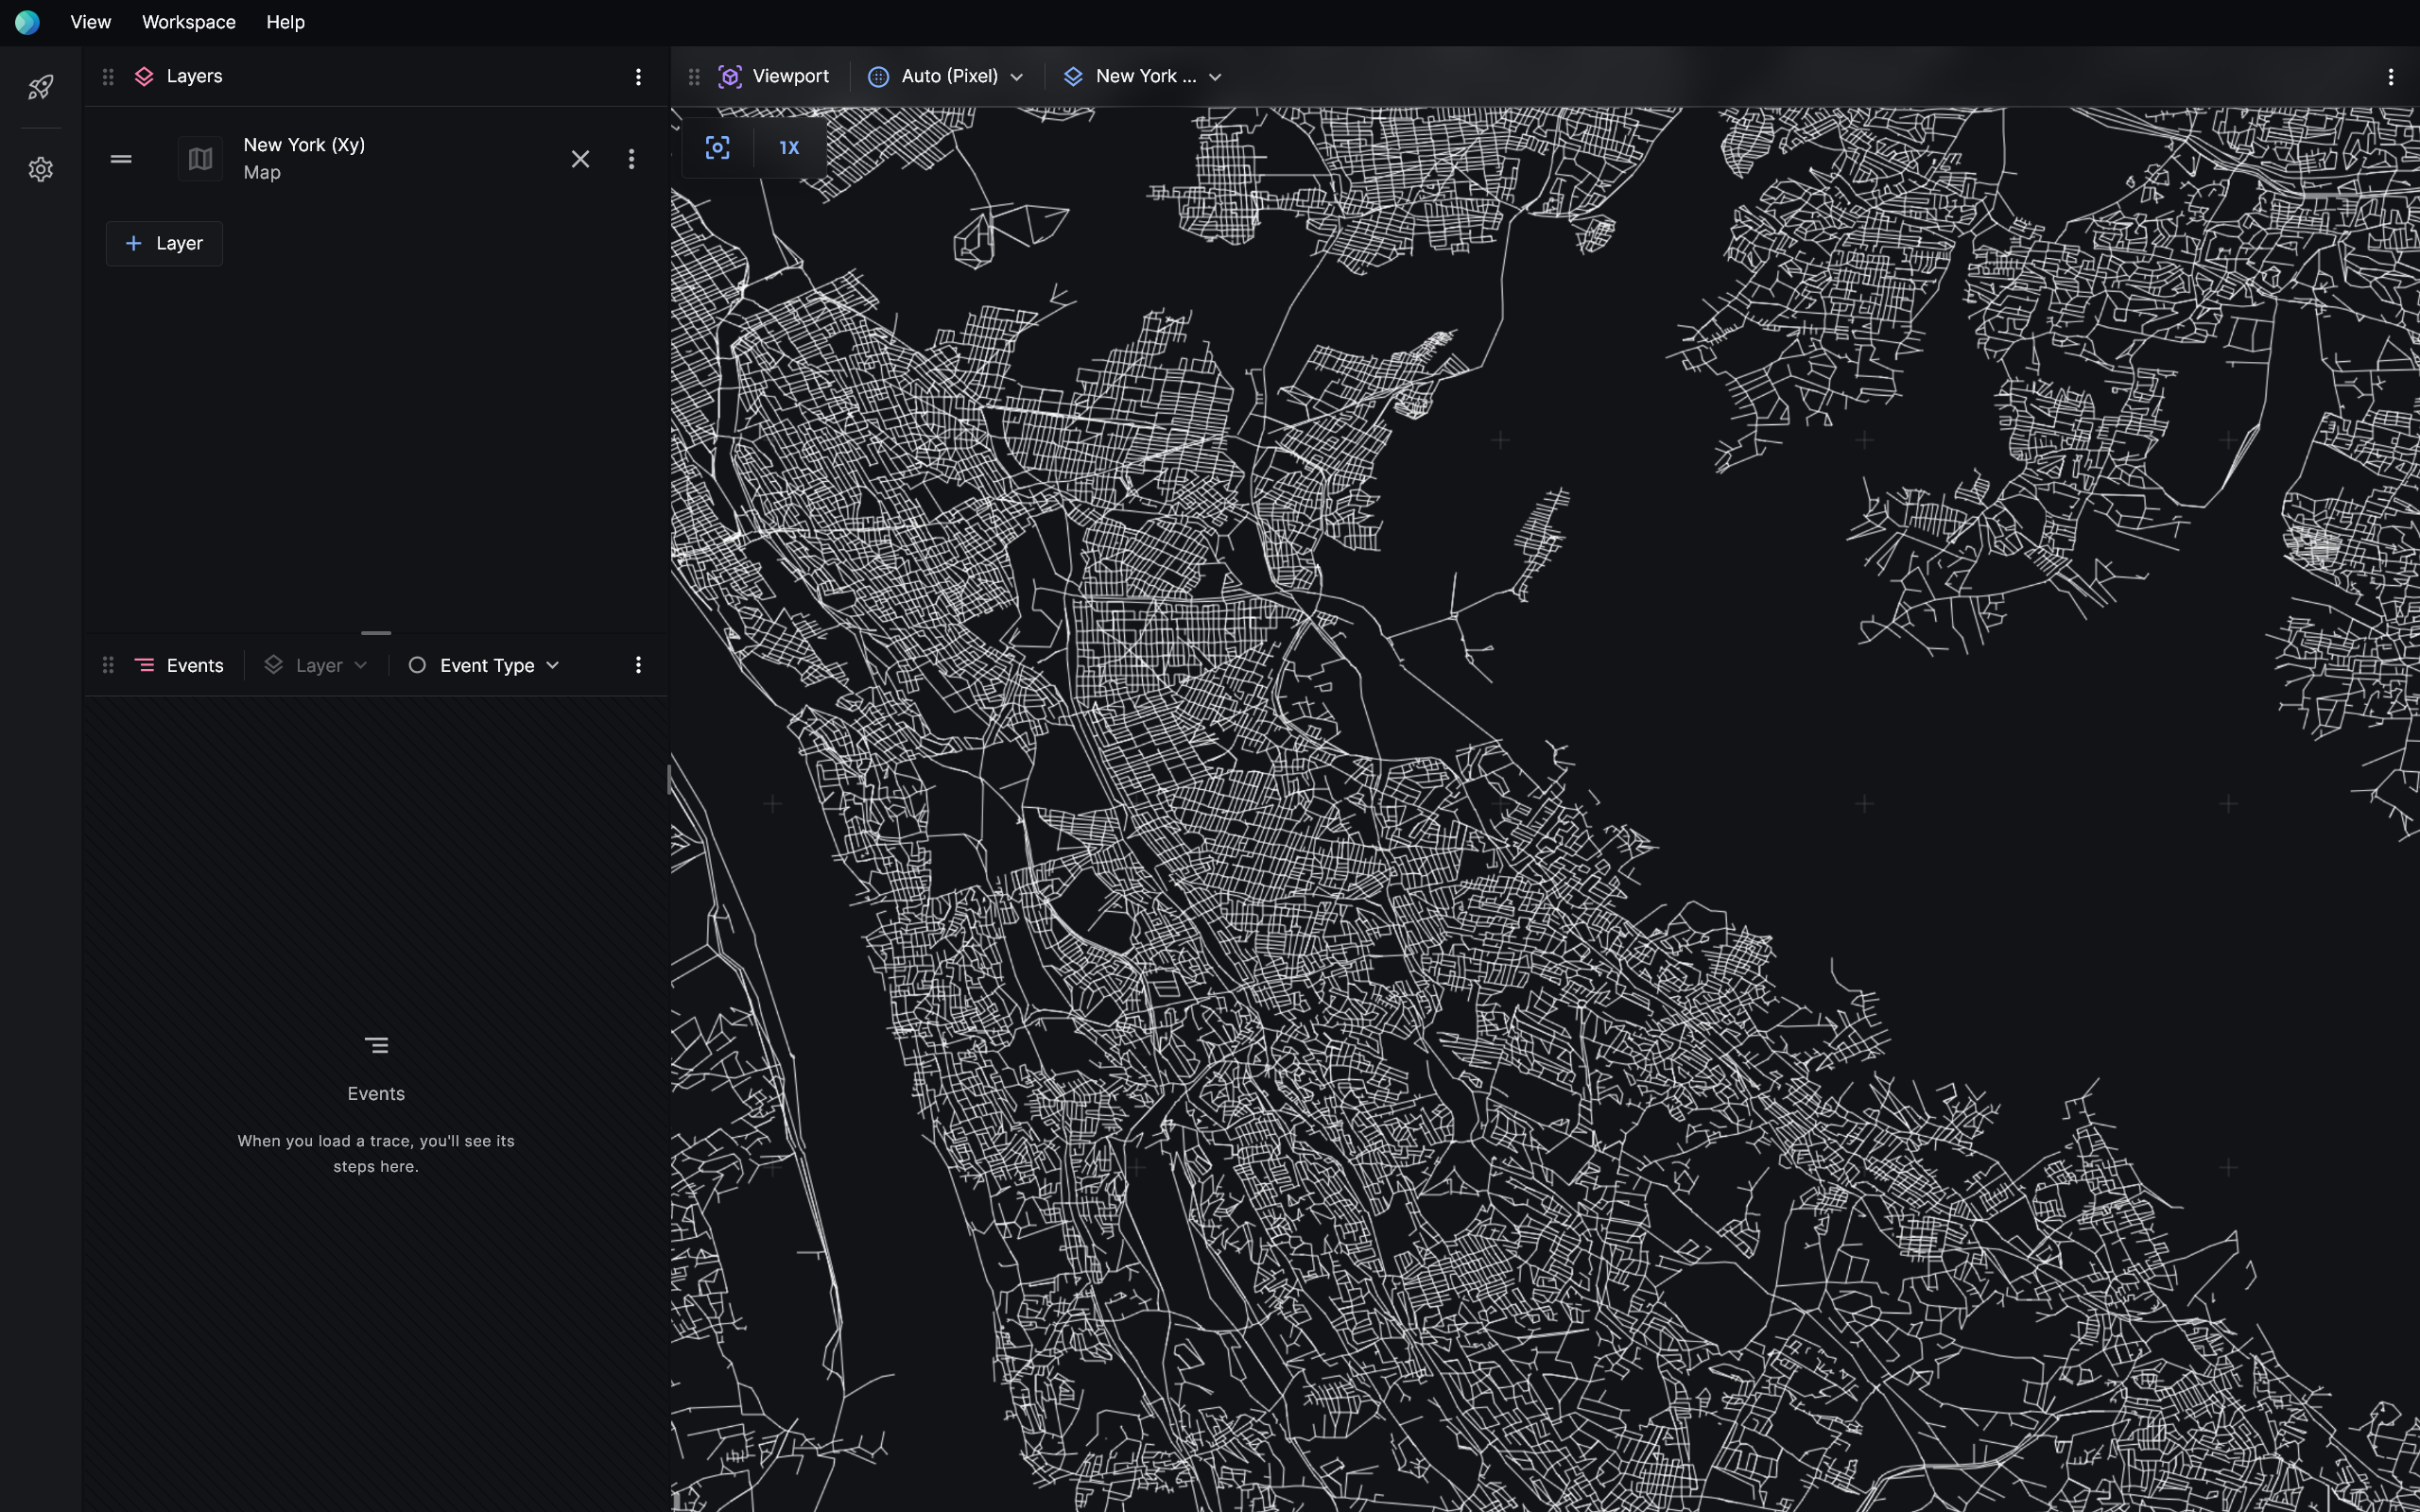 View Workspace Help
Layers
Viewport Auto (Pixel) New York ...
New York (Xy)
Map
1X
Layer
Events Layer Event Type
Events
When you load a trace, you'll see its
steps here.